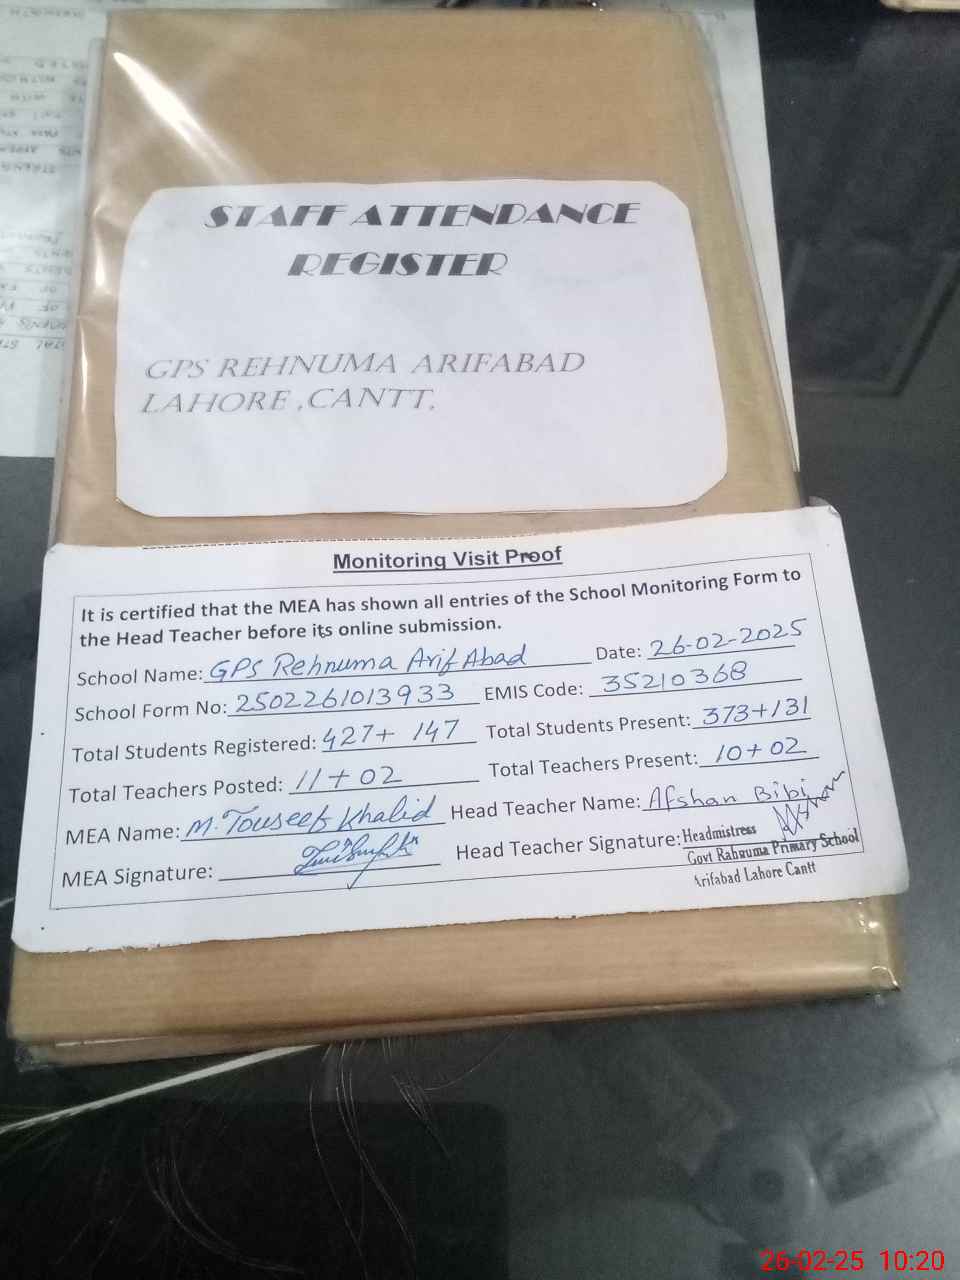 STAFF ATTENDANCE
REGISTER
GPS REHNUMA ARIFABAD
LAHORE ,CANTT,
Monitoring Visit Proof
It is certified that the MEA has shown all entries of the School Monitoring Form to
the Head Teacher before its online submission.
School Name: GPS Rehnuma Arif Abad Date: 26-02-2025
School Form No: 2502261013933 EMIS Code: 35210368
Total Students Registered: 427+ 147 Total Students Present: 373+131
Total Teachers Posted: 11+02 Total Teachers Present: 10+02
MEA Name: M. Touseef Khalid Head Teacher Name: Afshan Bibi
MEA Signature: Head Teacher Signature: Headmistress
Govt Rahnuma Primary School
Arifabad Lahore Cantt
26-02-25 10:20